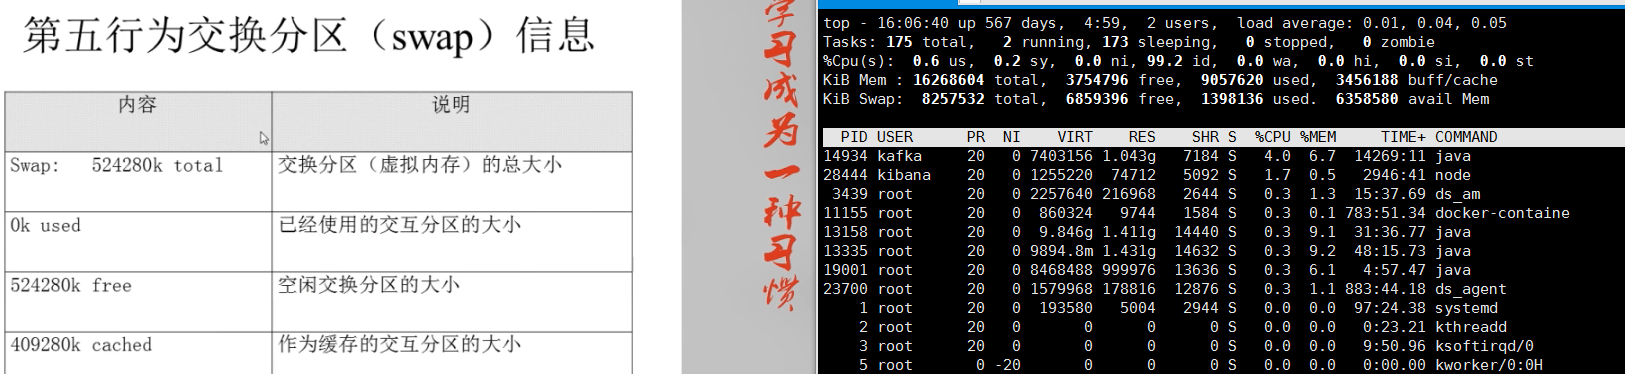 第五行为交换分区（swap）信息
内容 说明
Swap: 524280k total 交换分区（虚拟内存）的总大小
0k used 已经使用的交互分区的大小
524280k free 空闲交换分区的大小
409280k cached 作为缓存的交互分区的大小
学习成为一种习惯
top - 16:06:40 up 567 days,  4:59,  2 users,  load average: 0.01, 0.04, 0.05
Tasks: 175 total,   2 running, 173 sleeping,   0 stopped,   0 zombie
%Cpu(s):  0.6 us,  0.2 sy,  0.0 ni, 99.2 id,  0.0 wa,  0.0 hi,  0.0 si,  0.0 st
KiB Mem : 16268604 total,  3754796 free,  9057620 used,  3456188 buff/cache
KiB Swap:  8257532 total,  6859396 free,  1398136 used.  6358580 avail Mem
PID USER PR NI VIRT RES SHR S %CPU %MEM TIME+ COMMAND
14934 kafka 20 0 7403156 1.043g 7184 S 4.0 6.7 14269:11 java
28444 kibana 20 0 1255220 74712 5092 S 1.7 0.5 2946:41 node
3439 root 20 0 2257640 216968 2644 S 0.3 1.3 15:37.69 ds_am
11155 root 20 0 860324 9744 1584 S 0.3 0.1 783:51.34 docker-containe
13158 root 20 0 9.846g 1.411g 14440 S 0.3 9.1 31:36.77 java
13335 root 20 0 9894.8m 1.431g 14632 S 0.3 9.2 48:15.73 java
19001 root 20 0 8468488 999976 13636 S 0.3 6.1 4:57.47 java
23700 root 20 0 1579968 178816 12876 S 0.3 1.1 883:44.18 ds_agent
1 root 20 0 193580 5004 2944 S 0.0 0.0 97:24.38 systemd
2 root 20 0 0 0 0 S 0.0 0.0 0:23.21 kthreadd
3 root 20 0 0 0 0 S 0.0 0.0 9:50.96 ksoftirqd/0
5 root 0 -20 0 0 0 S 0.0 0.0 0:00.00 kworker/0:0H